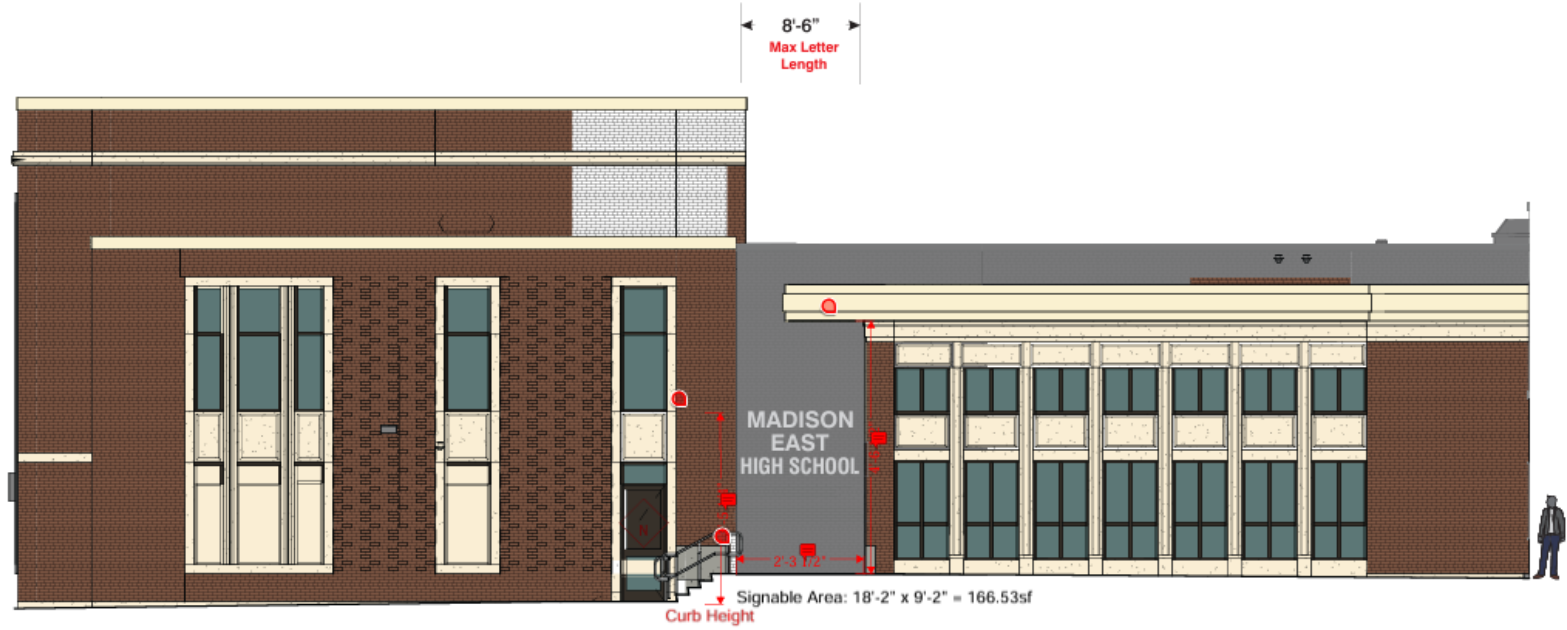 8'-6"
Max Letter
Length
MADISON
EAST
HIGH SCHOOL
N
2'-3 1/2"
Signable Area: 18'-2" x 9'-2" = 166.53sf
Curb Height